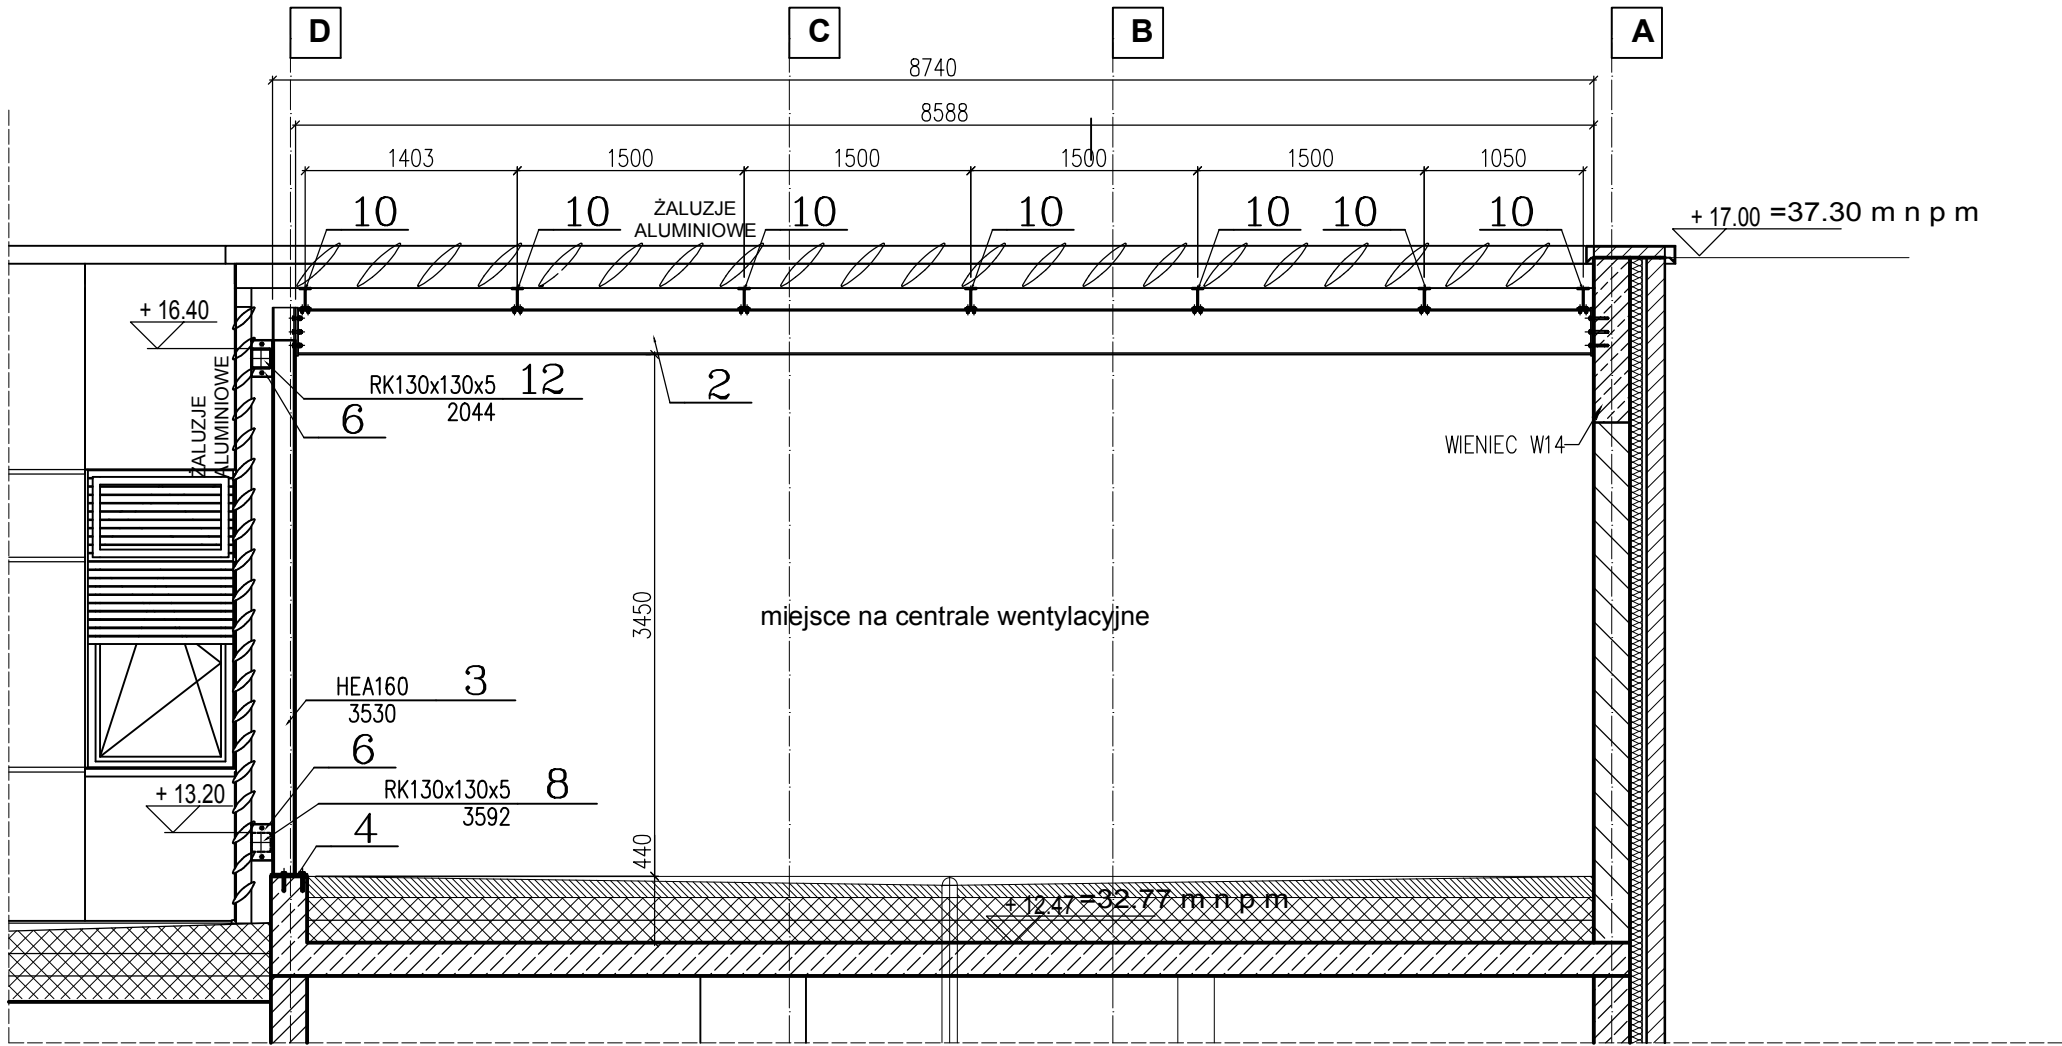 D
C
B
A
8740
8588
1403
1500
1500
1500
1500
1050
10
10
ŻALUZJE
ALUMINIOWE
10
10
10
10
10
+ 17.00 =37.30 m n p m
+ 16.40
ŻALUZJE
ALUMINIOWE
RK130x130x5 12
2044
6
2
WIENIEC W14
3450
miejsce na centrale wentylacyjne
HEA160 3
3530
6
RK130x130x5 8
3592
+ 13.20
4
440
+ 12.47 =32.77 m n p m